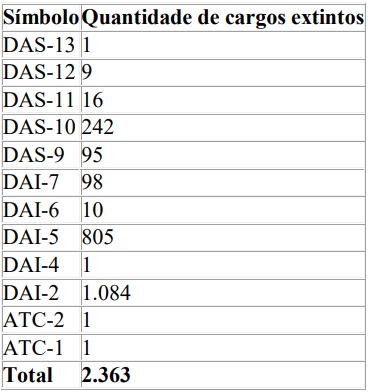 Símbolo Quantidade de cargos extintos
DAS-13 1
DAS-12 9
DAS-11 16
DAS-10 242
DAS-9 95
DAI-7 98
DAI-6 10
DAI-5 805
DAI-4 1
DAI-2 1.084
ATC-2 1
ATC-1 1
Total 2.363